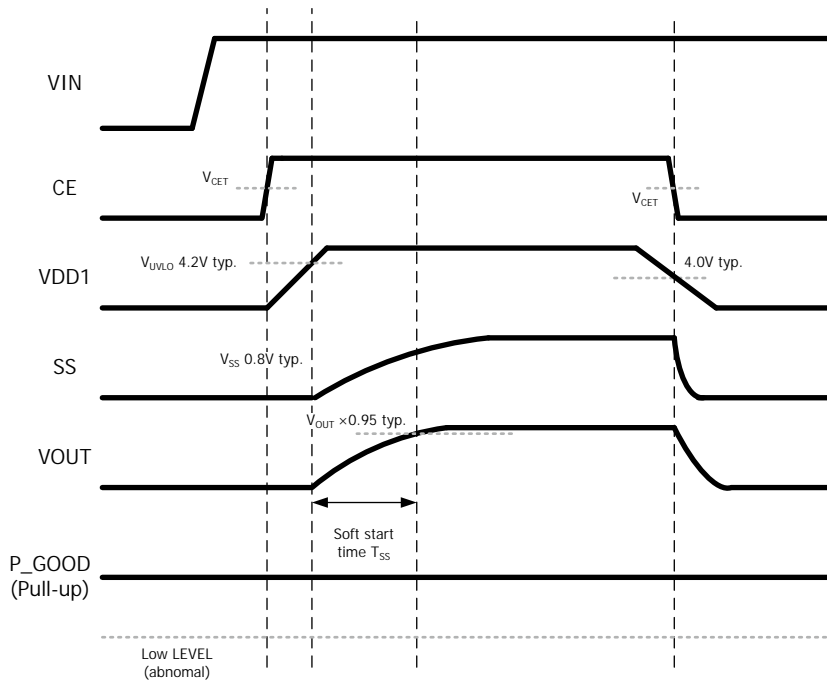 VIN
CE
VCET
VCET
VDD1
VUVLO 4.2V typ.
4.0V typ.
SS
VSS 0.8V typ.
VOUT
VOUT ×0.95 typ.
Soft start
time TSS
P_GOOD
(Pull-up)
Low LEVEL
(abnomal)